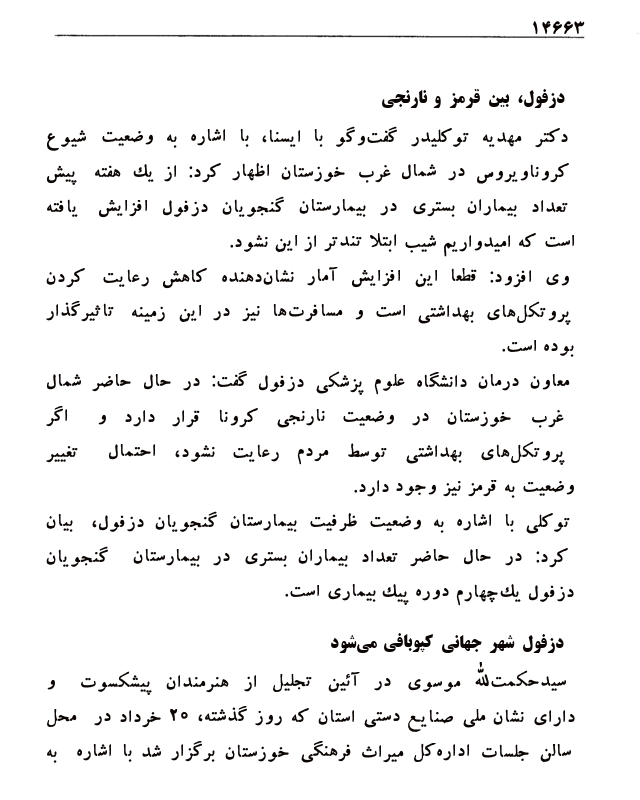 ۱۴۶۶۳
دزفول، بین قرمز و نارنجی
دکتر مهدیه توکلیدر گفت‌وگو با ایسنا، با اشاره به وضعیت شیوع
کروناویروس در شمال غرب خوزستان اظهار کرد: از یك هفته پیش
تعداد بیماران بستری در بیمارستان گنجویان دزفول افزایش یافته
است که امیدواریم شیب ابتلا تندتر از این نشود.
وی افزود: قطعا این افزایش آمار نشان‌دهنده کاهش رعایت کردن
پروتکل‌های بهداشتی است و مسافرت‌ها نیز در این زمینه تاثیرگذار
بوده است.
معاون درمان دانشگاه علوم پزشکی دزفول گفت: در حال حاضر شمال
غرب خوزستان در وضعیت نارنجی کرونا قرار دارد و اگر
پروتکل‌های بهداشتی توسط مردم رعایت نشود، احتمال تغییر
وضعیت به قرمز نیز وجود دارد.
توکلی با اشاره به وضعیت ظرفیت بیمارستان گنجویان دزفول، بیان
کرد: در حال حاضر تعداد بیماران بستری در بیمارستان گنجویان
دزفول یك‌چهارم دوره پیك بیماری است.
دزفول شهر جهانی کپوبافی می‌شود
سیدحکمت‌الله موسوی در آئین تجلیل از هنرمندان پیشکسوت و
دارای نشان ملی صنایع دستی استان که روز گذشته، ۲۵ خرداد در محل
سالن جلسات اداره‌کل میراث فرهنگی خوزستان برگزار شد با اشاره به